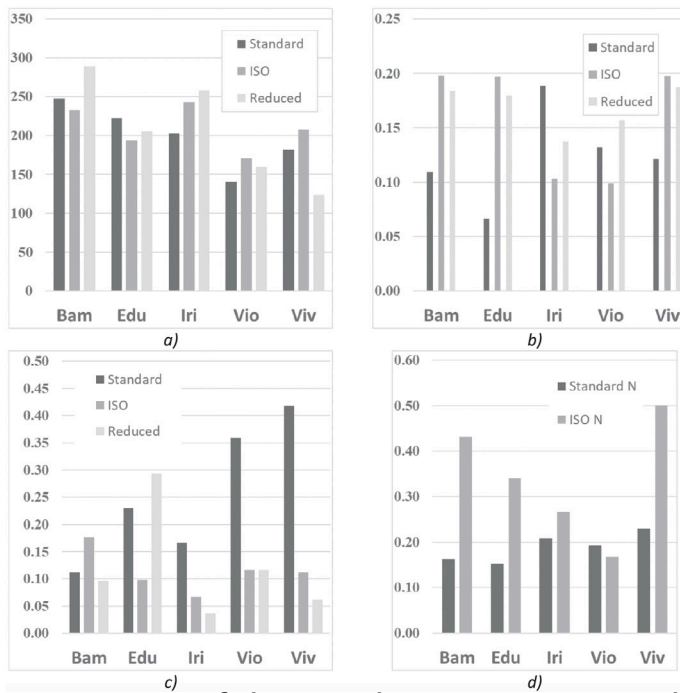 350
300
250
200
150
100
50
0
Standard
ISO
Reduced
Bam Edu Iri Vio Viv
a)
0.25
0.20
0.15
0.10
0.05
0.00
Standard
ISO
Reduced
Bam Edu Iri Vio Viv
b)
0.50
0.45
0.40
0.35
0.30
0.25
0.20
0.15
0.10
0.05
0.00
Standard
ISO
Reduced
Bam Edu Iri Vio Viv
c)
0.60
0.50
0.40
0.30
0.20
0.10
0.00
Standard N
ISO N
Bam Edu Iri Vio Viv
d)